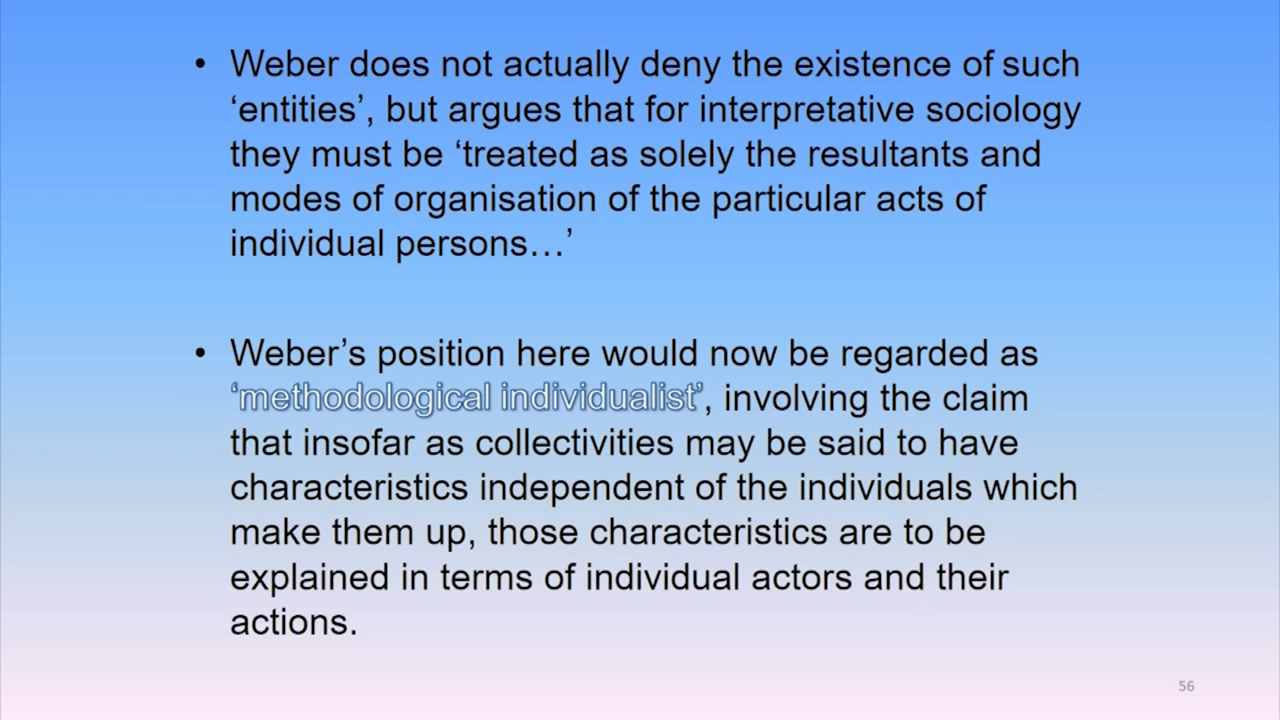 • Weber does not actually deny the existence of such
‘entities’, but argues that for interpretative sociology
they must be ‘treated as solely the resultants and
modes of organisation of the particular acts of
individual persons…’
• Weber’s position here would now be regarded as
‘methodological individualist’, involving the claim
that insofar as collectivities may be said to have
characteristics independent of the individuals which
make them up, those characteristics are to be
explained in terms of individual actors and their
actions.
56